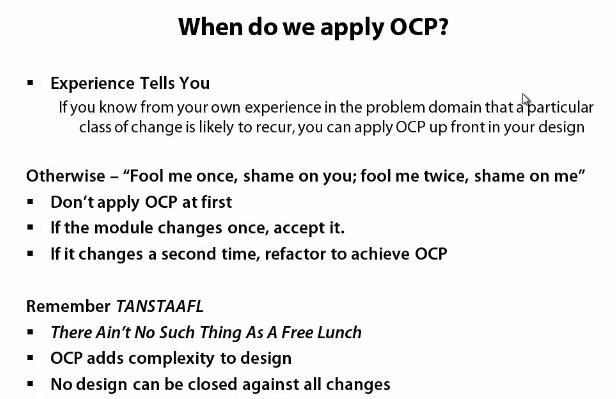 When do we apply OCP?
▪ Experience Tells You
If you know from your own experience in the problem domain that a particular
class of change is likely to recur, you can apply OCP up front in your design
Otherwise – “Fool me once, shame on you; fool me twice, shame on me”
▪ Don’t apply OCP at first
▪ If the module changes once, accept it.
▪ If it changes a second time, refactor to achieve OCP
Remember TANSTAAFL
▪ There Ain’t No Such Thing As A Free Lunch
▪ OCP adds complexity to design
▪ No design can be closed against all changes